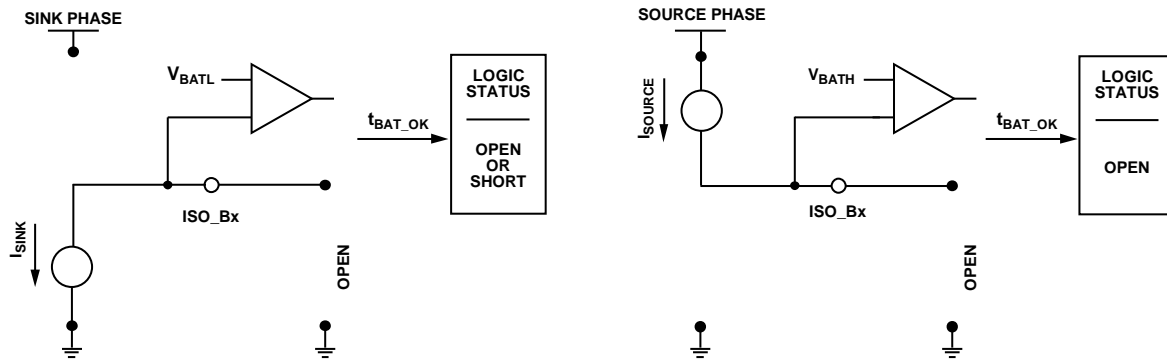 SINK PHASE
V_BATL
t_BAT_OK
LOGIC
STATUS
OPEN
OR
SHORT
ISO_Bx
I_SINK
OPEN
SOURCE PHASE
I_SOURCE
V_BATH
t_BAT_OK
LOGIC
STATUS
OPEN
ISO_Bx
OPEN